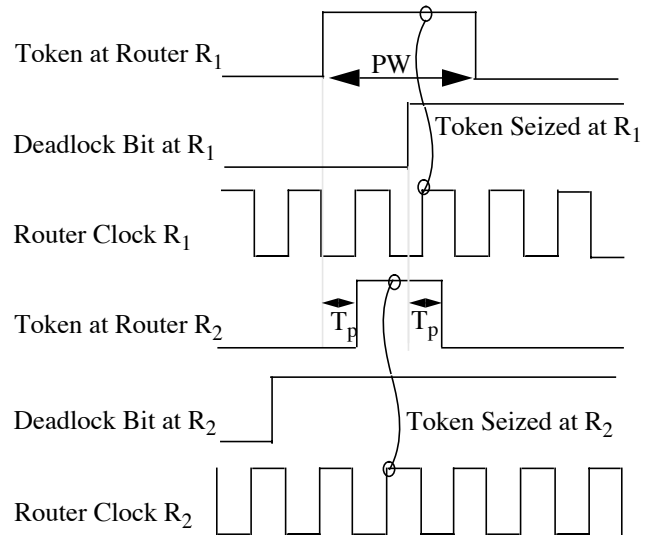 Token at Router R1
PW
Token Seized at R1
Deadlock Bit at R1
Router Clock R1
Tp
Tp
Token at Router R2
Token Seized at R2
Deadlock Bit at R2
Router Clock R2